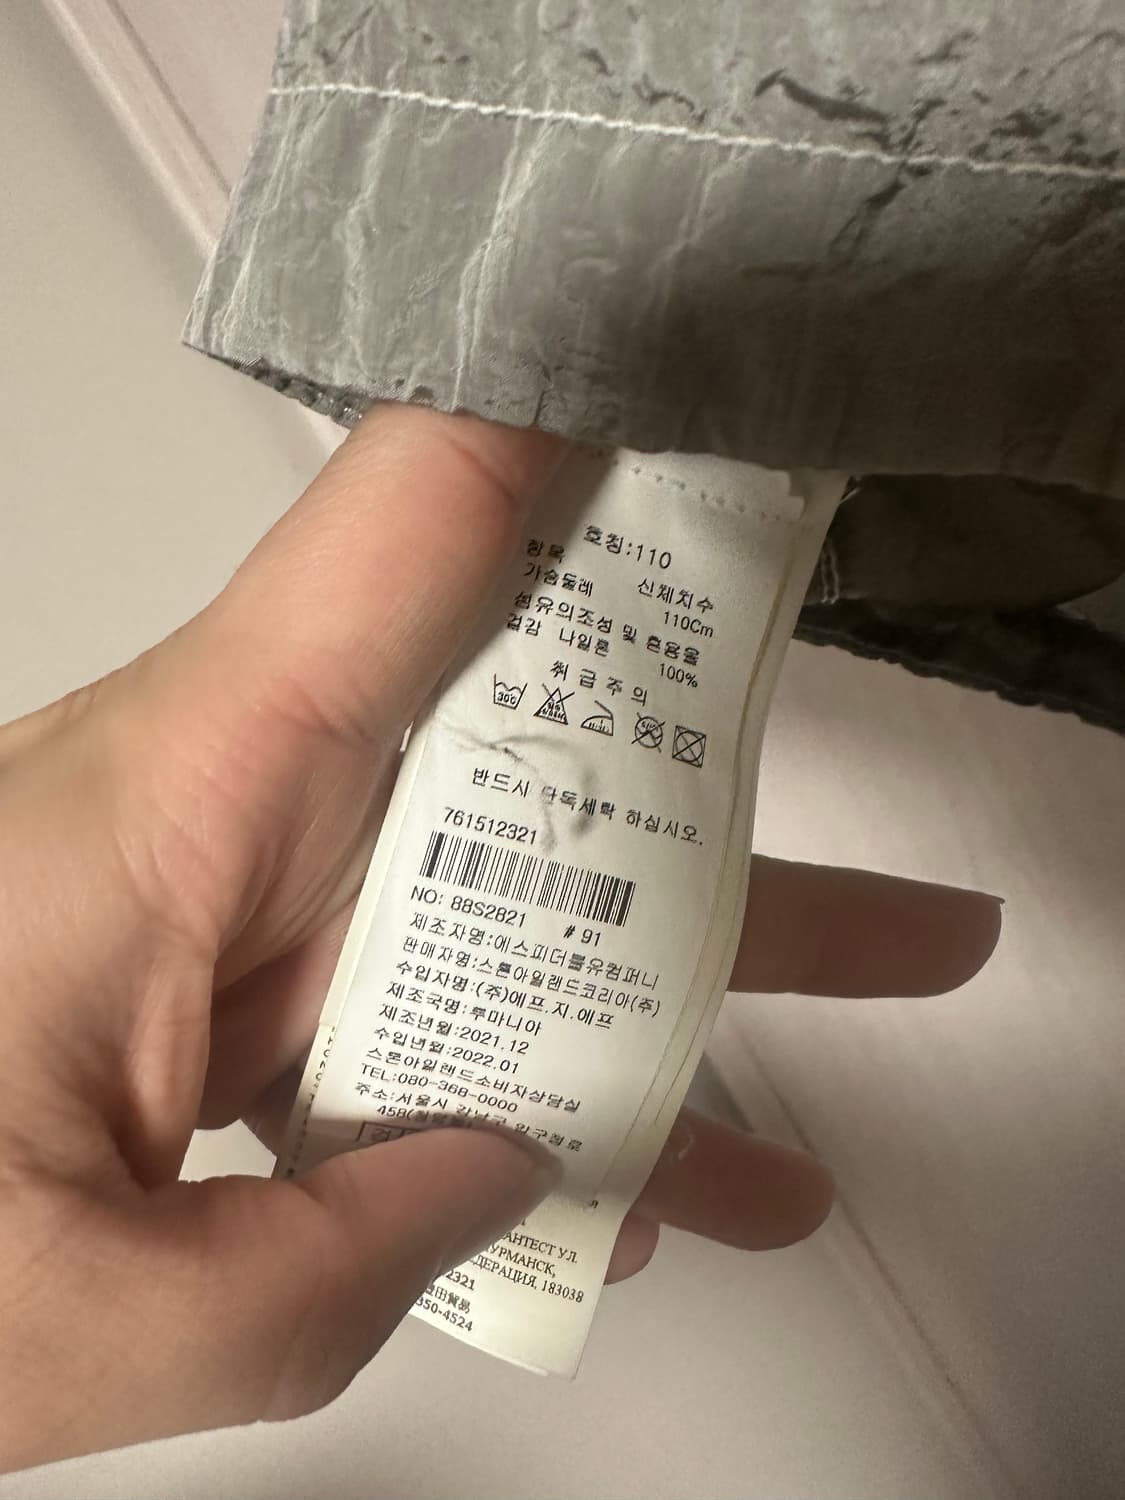 호칭:110
항목 신체치수
가슴둘레 110Cm
섬유의조성 및 혼용율
겉감 나일론 100%
취급주의
반드시 단독세탁 하십시오.
761512321
NO: 88S2821 # 91
제조자명:에스피더블유컴퍼니
판매자명:스톤아일랜드코리아(주)
수입자명:(주)에프.지.에프
제조국명:루마니아
제조년월:2021.12
수입년월:2022.01
스톤아일랜드소비자상담실
TEL:080-368-0000
주소:서울시 강남구 압구정로
458
УЛ.
183038
2321
貿易
350-4524